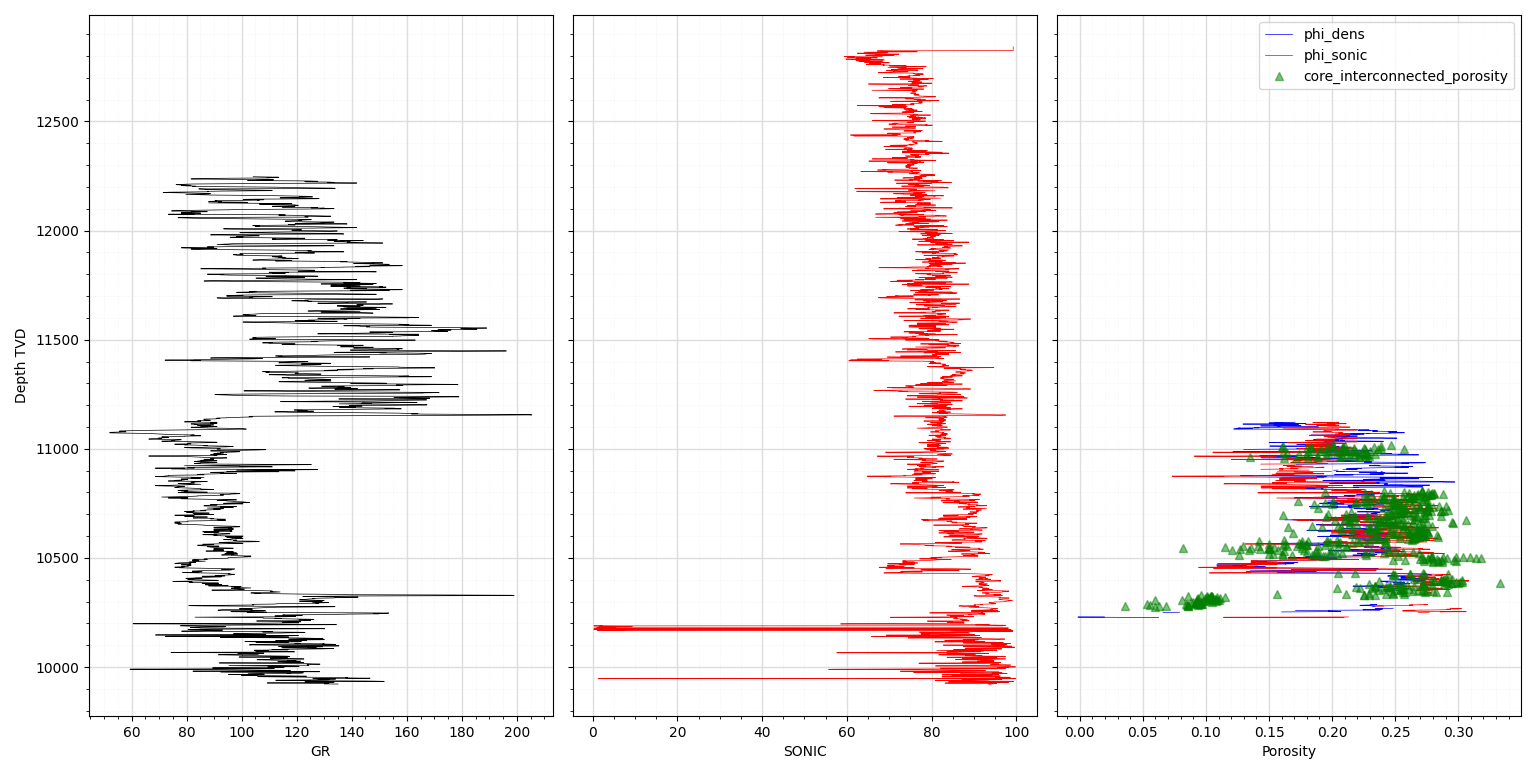 phi_dens
phi_sonic
core_interconnected_porosity
12500
12000
11500
11000
10500
10000
Depth TVD
60 80 100 120 140 160 180 200
GR
0 20 40 60 80 100
SONIC
0.00 0.05 0.10 0.15 0.20 0.25 0.30
Porosity